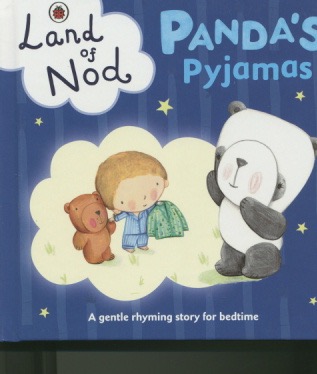 Land
of
Nod
PANDA'S
Pyjamas
A gentle rhyming story for bedtime